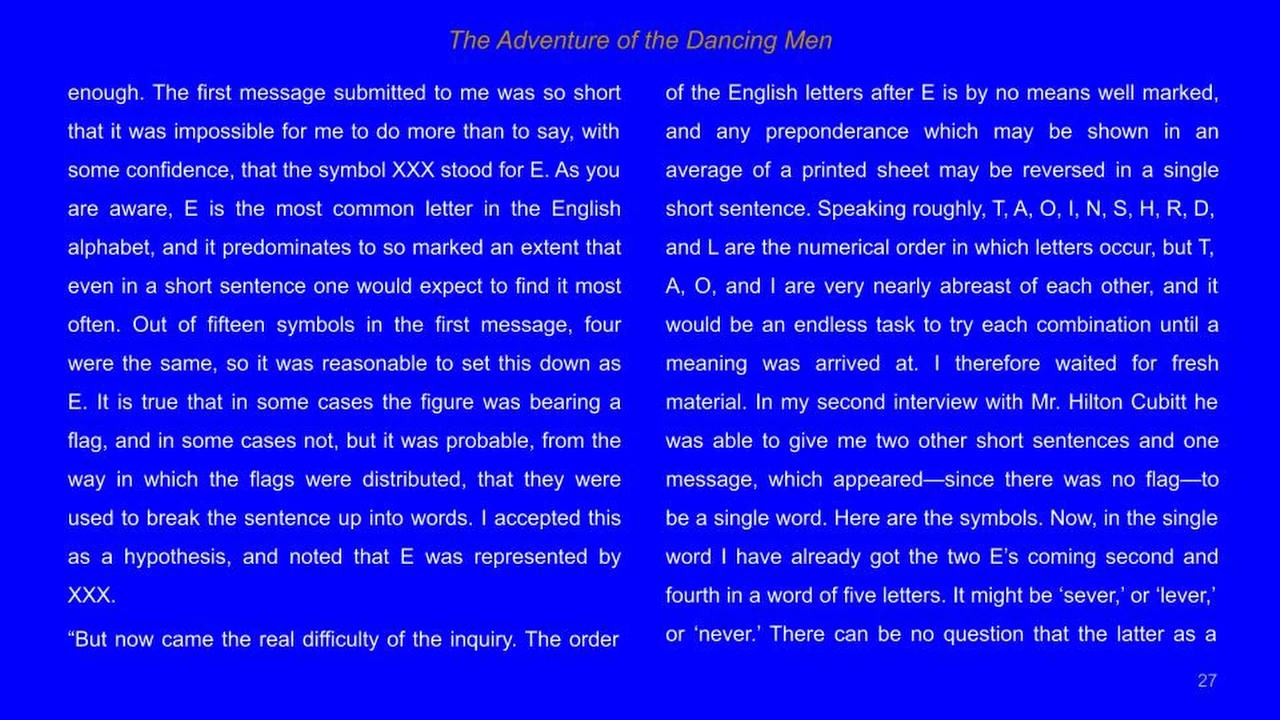 The Adventure of the Dancing Men
enough. The first message submitted to me was so short
that it was impossible for me to do more than to say, with
some confidence, that the symbol XXX stood for E. As you
are aware, E is the most common letter in the English
alphabet, and it predominates to so marked an extent that
even in a short sentence one would expect to find it most
often. Out of fifteen symbols in the first message, four
were the same, so it was reasonable to set this down as
E. It is true that in some cases the figure was bearing a
flag, and in some cases not, but it was probable, from the
way in which the flags were distributed, that they were
used to break the sentence up into words. I accepted this
as a hypothesis, and noted that E was represented by
XXX.
“But now came the real difficulty of the inquiry. The order
of the English letters after E is by no means well marked,
and any preponderance which may be shown in an
average of a printed sheet may be reversed in a single
short sentence. Speaking roughly, T, A, O, I, N, S, H, R, D,
and L are the numerical order in which letters occur, but T,
A, O, and I are very nearly abreast of each other, and it
would be an endless task to try each combination until a
meaning was arrived at. I therefore waited for fresh
material. In my second interview with Mr. Hilton Cubitt he
was able to give me two other short sentences and one
message, which appeared—since there was no flag—to
be a single word. Here are the symbols. Now, in the single
word I have already got the two E’s coming second and
fourth in a word of five letters. It might be ‘sever,’ or ‘lever,’
or ‘never.’ There can be no question that the latter as a
27